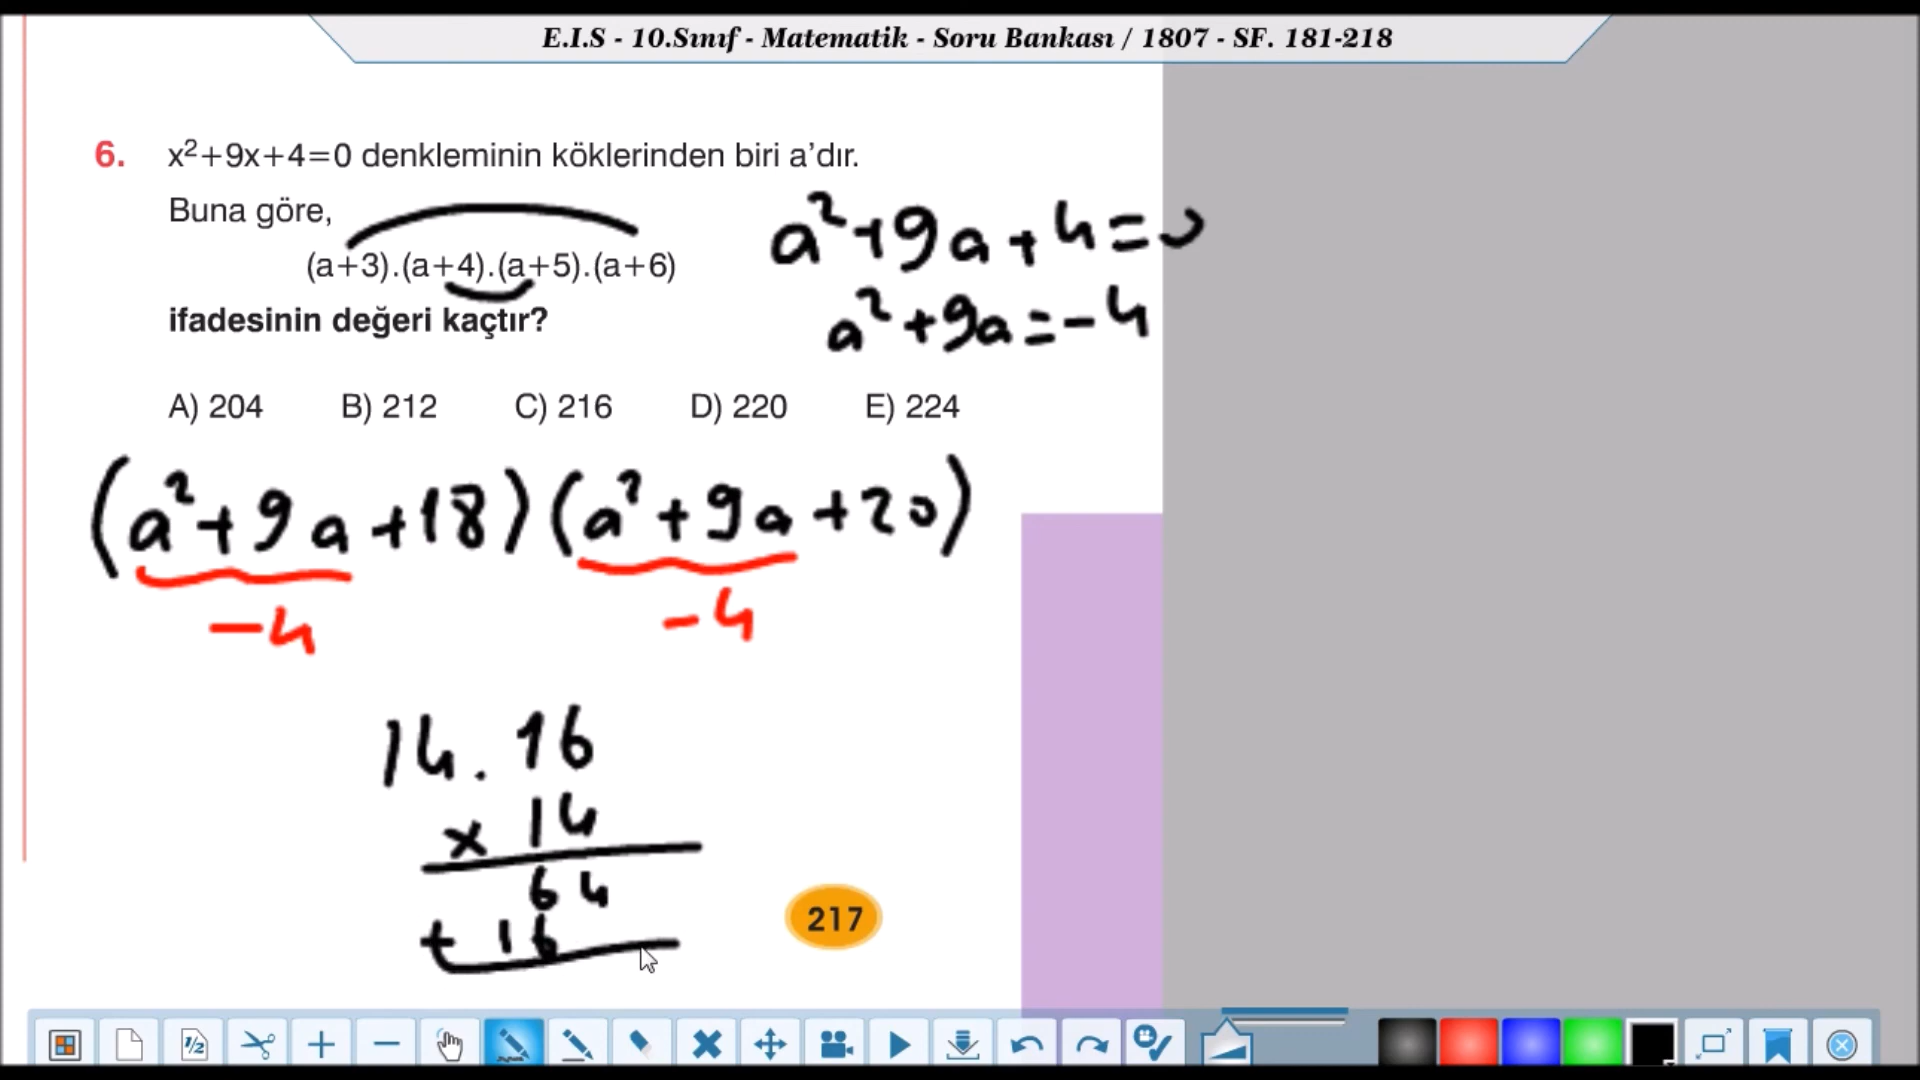 E.I.S - 10.Sınıf - Matematik - Soru Bankası / 1807 - SF. 181-218
6. x²+9x+4=0 denkleminin köklerinden biri a’dır.
Buna göre,
(a+3).(a+4).(a+5).(a+6)
ifadesinin değeri kaçtır?
A) 204 B) 212 C) 216 D) 220 E) 224
a²+9a+4=0
a²+9a=-4
(a²+9a+18)(a²+9a+20)
-4 -4
14.16
x 14
64
+ 16
217
1/2